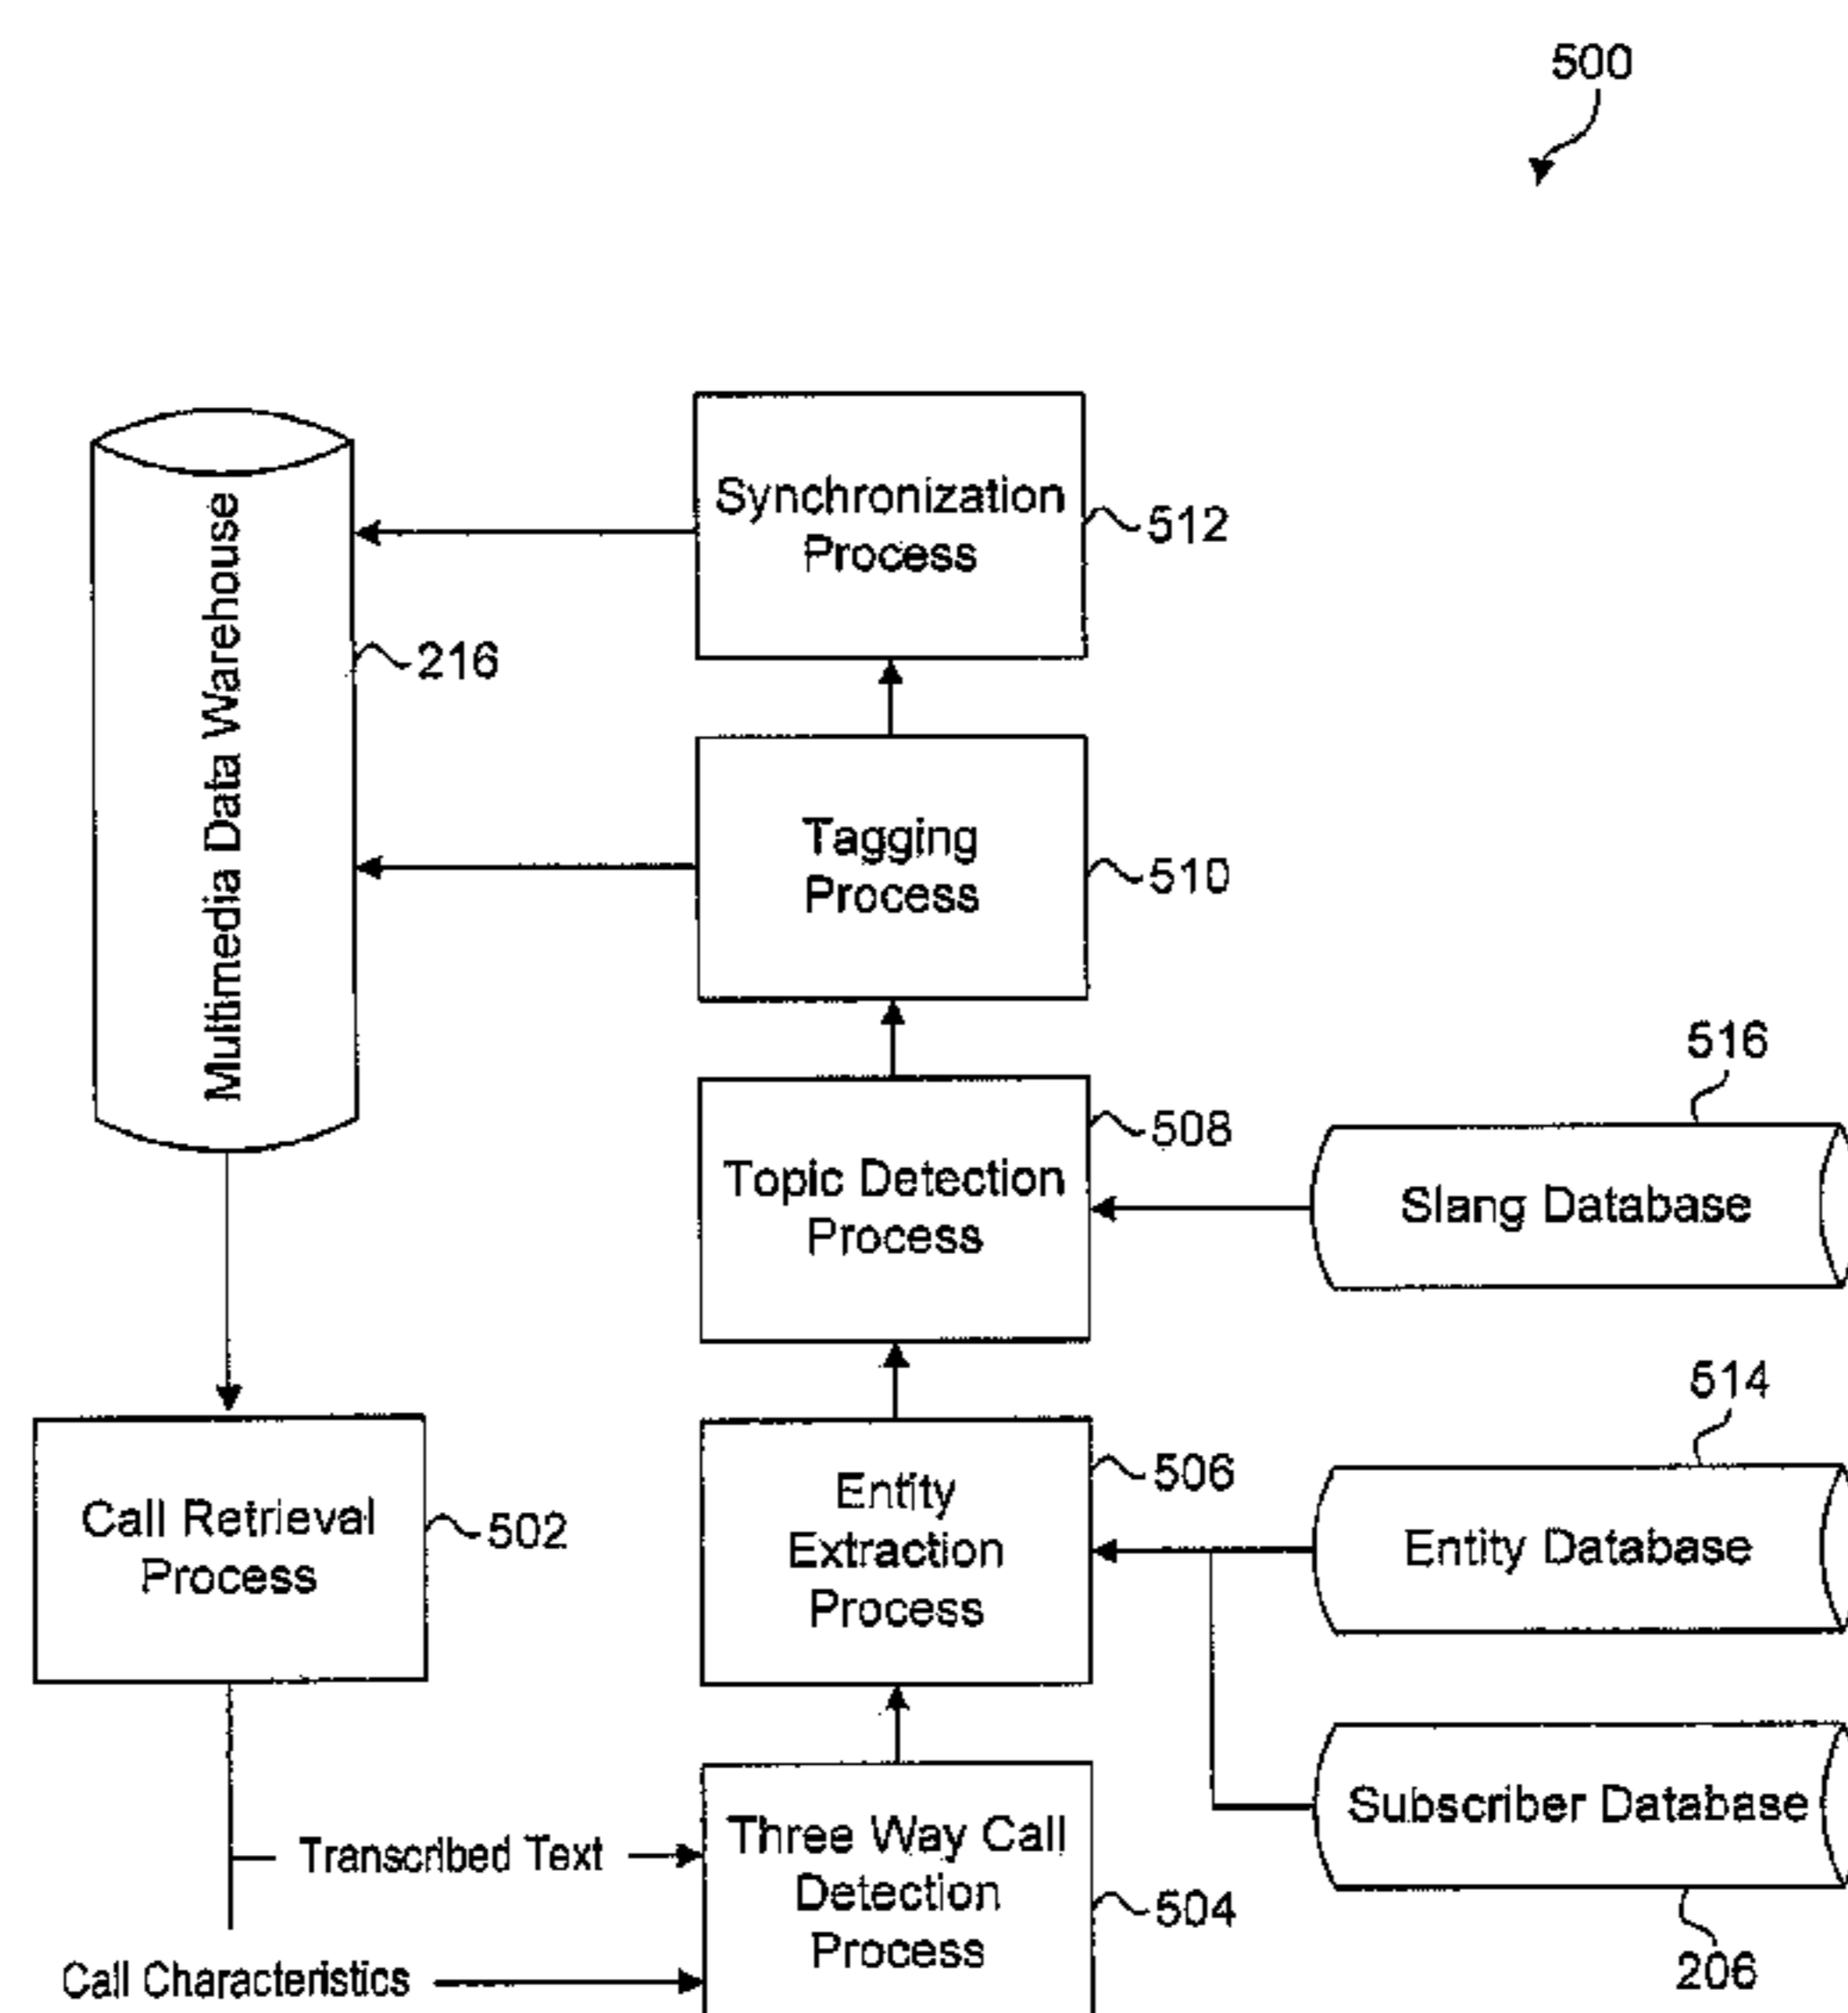 500
Synchronization
Process
512
Multimedia Data Warehouse
216
Tagging
Process
510
516
508
Topic Detection
Process
Slang Database
514
506
Entity
Extraction
Process
Entity Database
Call Retrieval
Process
502
Subscriber Database
Three Way Call
Detection
Process
Transcribed Text
504
206
Call Characteristics